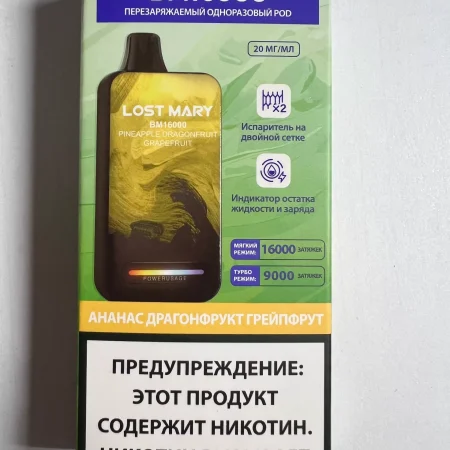 ПЕРЕЗАРЯЖАЕМЫЙ ОДНОРАЗОВЫЙ POD
20 МГ/МЛ
LOST MARY
BM16000
PINEAPPLE DRAGONFRUIT
GRAPEFRUIT
X2
Испаритель на
двойной сетке
Индикатор остатка
жидкости и заряда
МЯГКИЙ
РЕЖИМ: 16000 ЗАТЯЖЕК
ТУРБО
РЕЖИМ: 9000 ЗАТЯЖЕК
POWERGAGE
АНАНАС ДРАГОНФРУКТ ГРЕЙПФРУТ
ПРЕДУПРЕЖДЕНИЕ:
ЭТОТ ПРОДУКТ
СОДЕРЖИТ НИКОТИН.